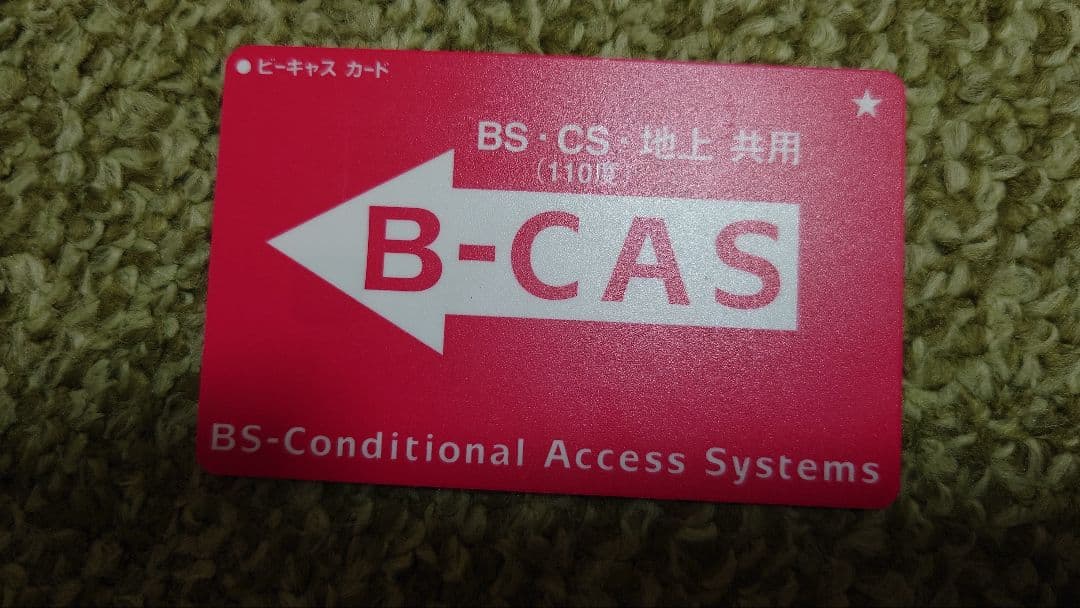 ● ビーキャス カード
★
BS・CS・地上 共用
（110度）
B-CAS
BS-Conditional Access Systems